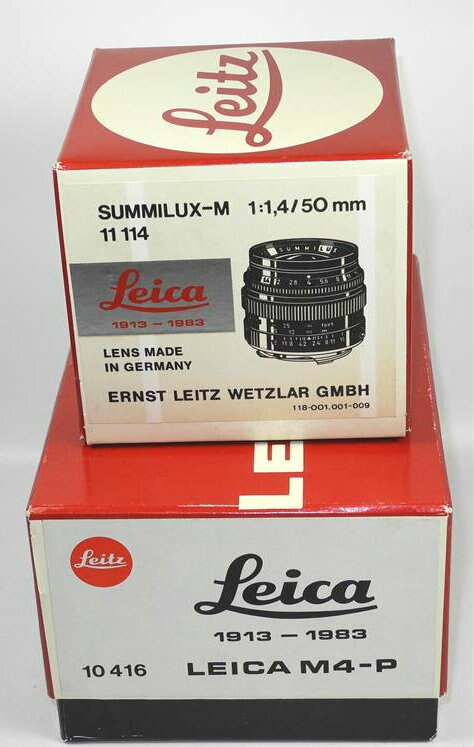 Leitz
SUMMILUX-M 1:1,4/50 mm
11 114
SUMMILUX
Leica
1913 – 1983
LENS MADE
IN GERMANY
ERNST LEITZ WETZLAR GMBH
118-001.001-009
LE
Leitz
Leica
1913 – 1983
10 416 LEICA M4-P